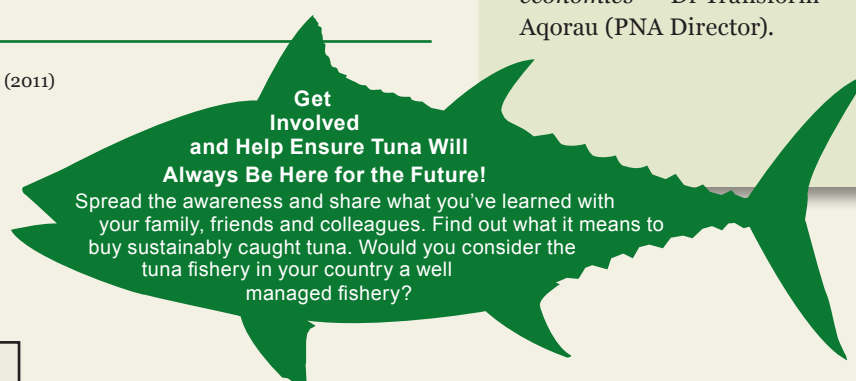 economics” — Dr Transform
Aqorau (PNA Director).
(2011)
Get
Involved
and Help Ensure Tuna Will
Always Be Here for the Future!
Spread the awareness and share what you’ve learned with
your family, friends and colleagues. Find out what it means to
buy sustainably caught tuna. Would you consider the
tuna fishery in your country a well
managed fishery?